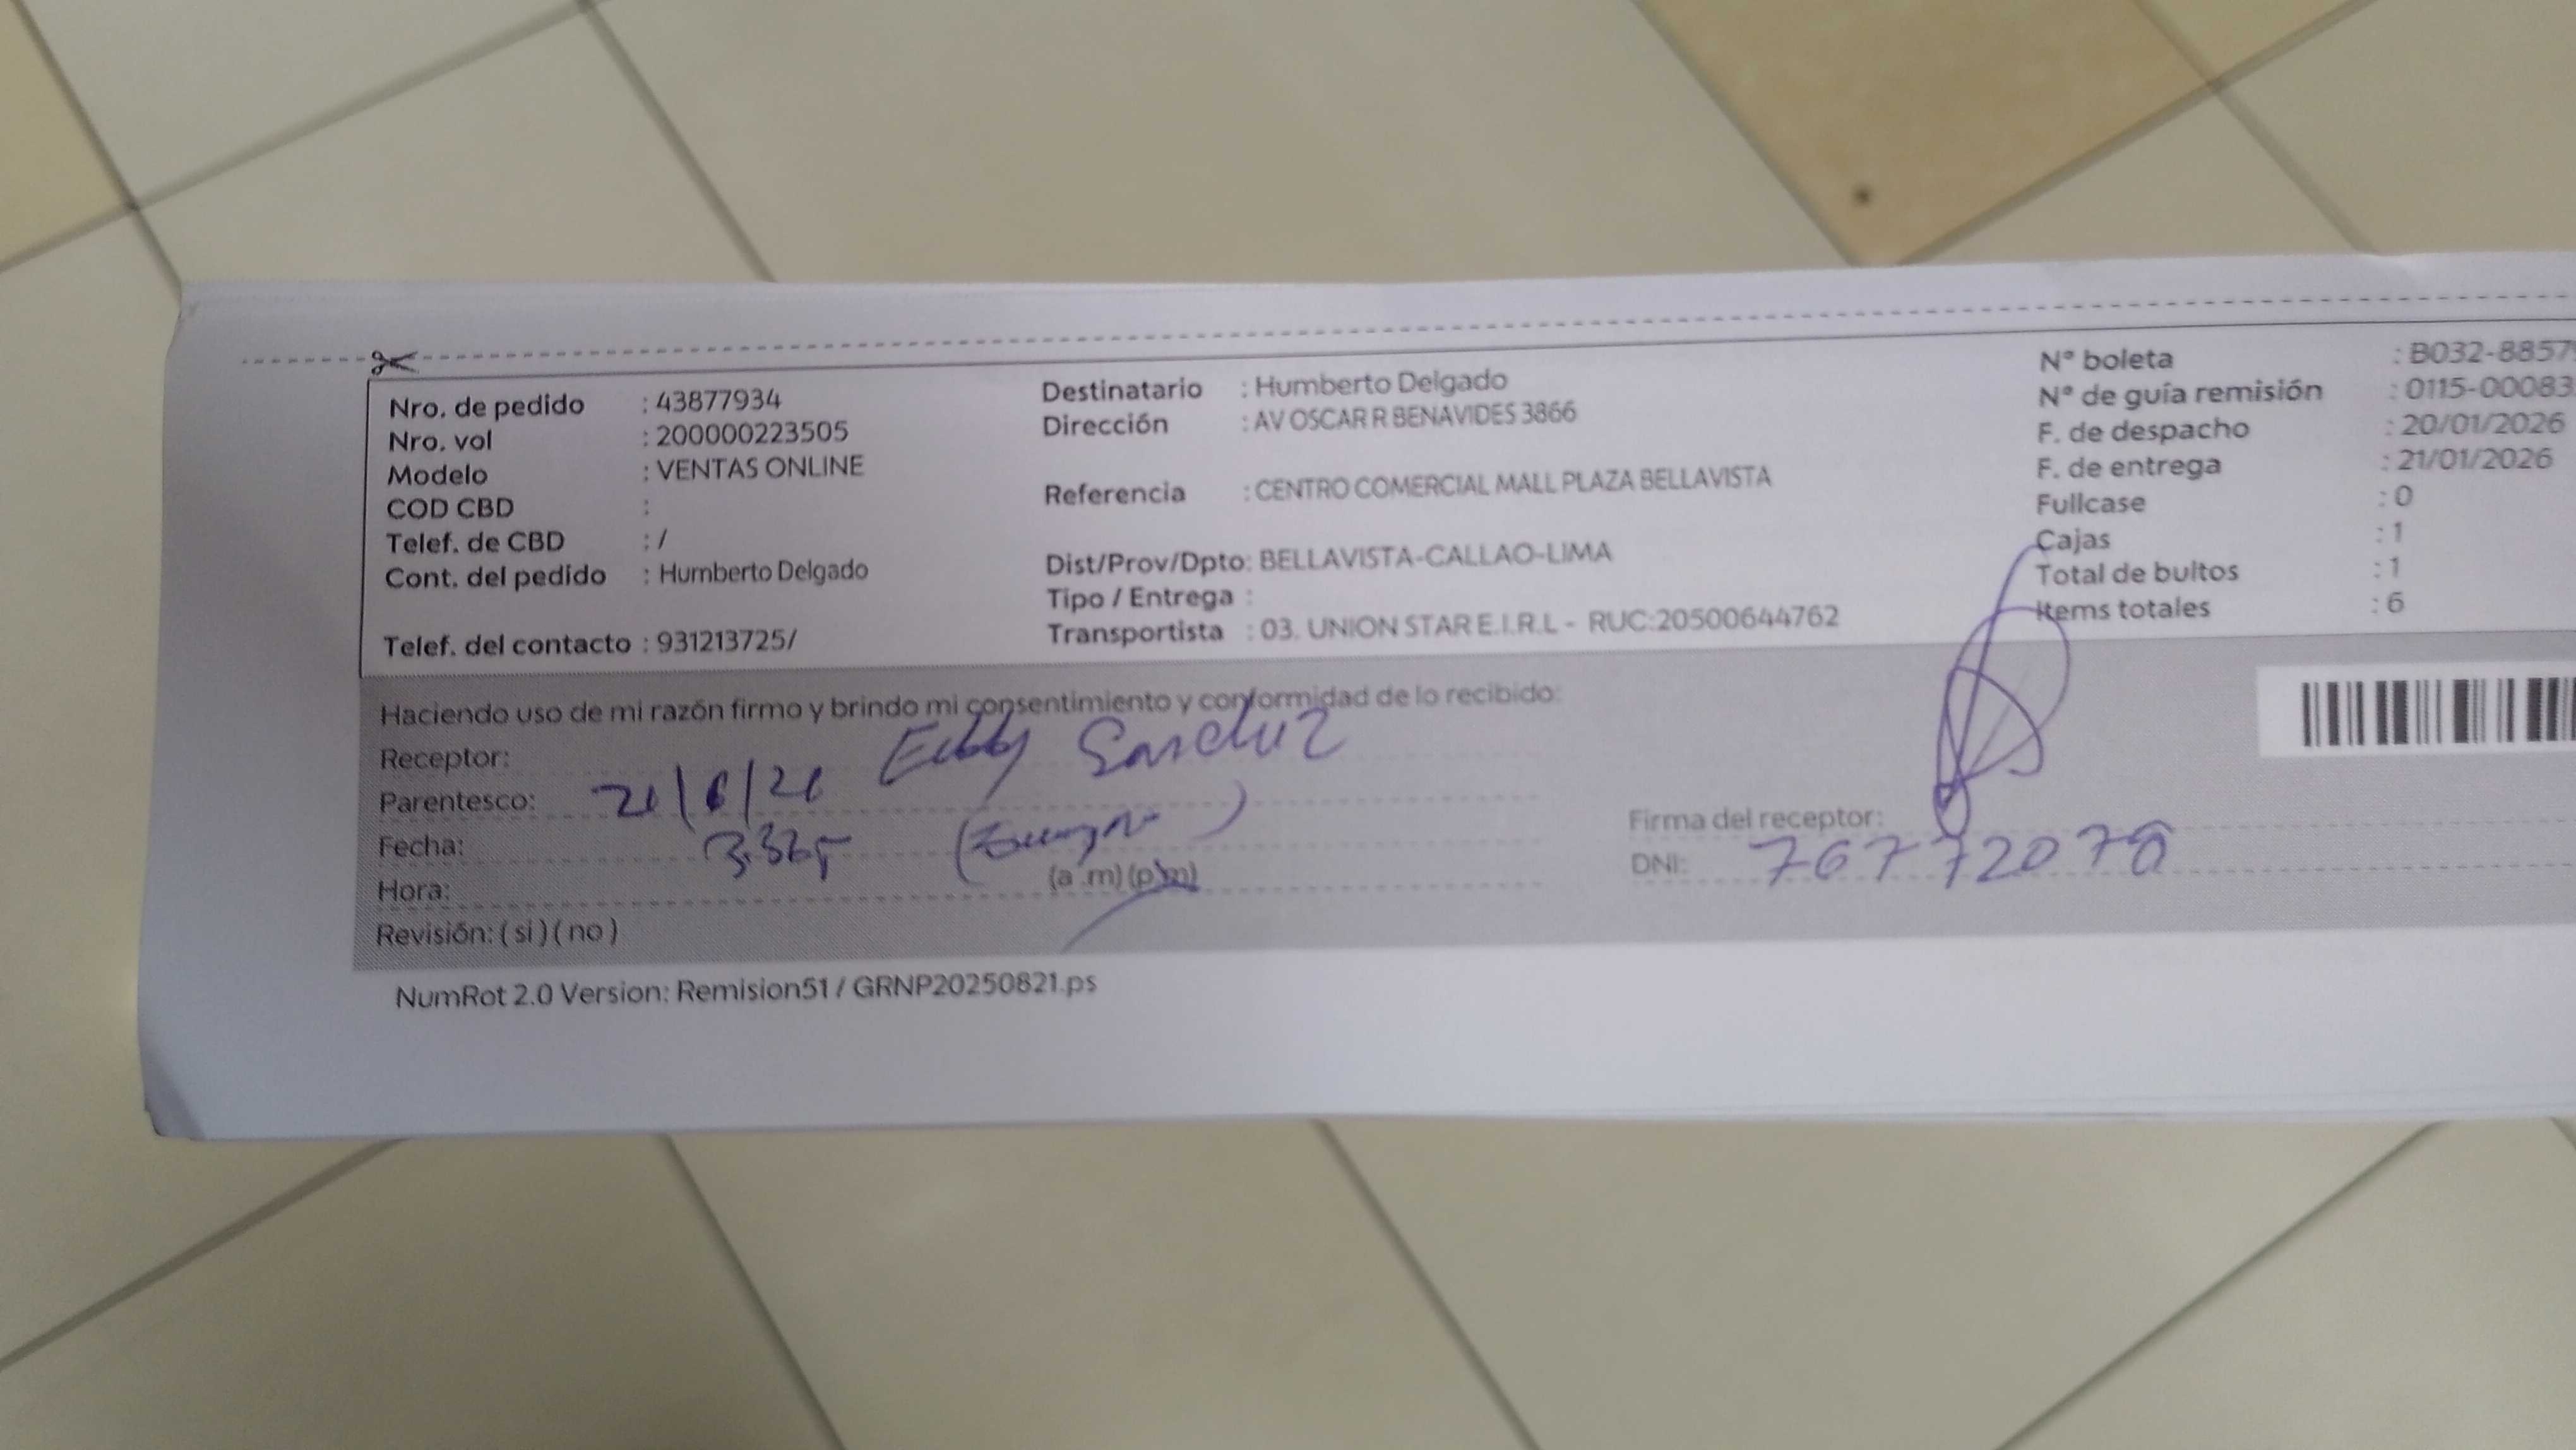 Nro. de pedido : 43877934
Nro. vol : 200000223505
Modelo : VENTAS ONLINE
COD CBD :
Telef. de CBD : /
Cont. del pedido : Humberto Delgado
Telef. del contacto : 931213725/
Destinatario : Humberto Delgado
Dirección : AV OSCAR R BENAVIDES 3866
Referencia : CENTRO COMERCIAL MALL PLAZA BELLAVISTA
Dist/Prov/Dpto: BELLAVISTA-CALLAO-LIMA
Tipo / Entrega :
Transportista : 03. UNION STAR E.I.R.L - RUC:20500644762
N° boleta : B032-8857
N° de guía remisión : 0115-00083
F. de despacho : 20/01/2026
F. de entrega : 21/01/2026
Fullcase : 0
Cajas : 1
Total de bultos : 1
Items totales : 6
Haciendo uso de mi razón firmo y brindo mi consentimiento y conformidad de lo recibido:
Receptor:
Parentesco:
Fecha:
Hora: (a .m) (p.m)
Revisión: ( si ) ( no )
Firma del receptor:
DNI: 76772078
NumRot 2.0 Version: Remision51 / GRNP20250821.ps